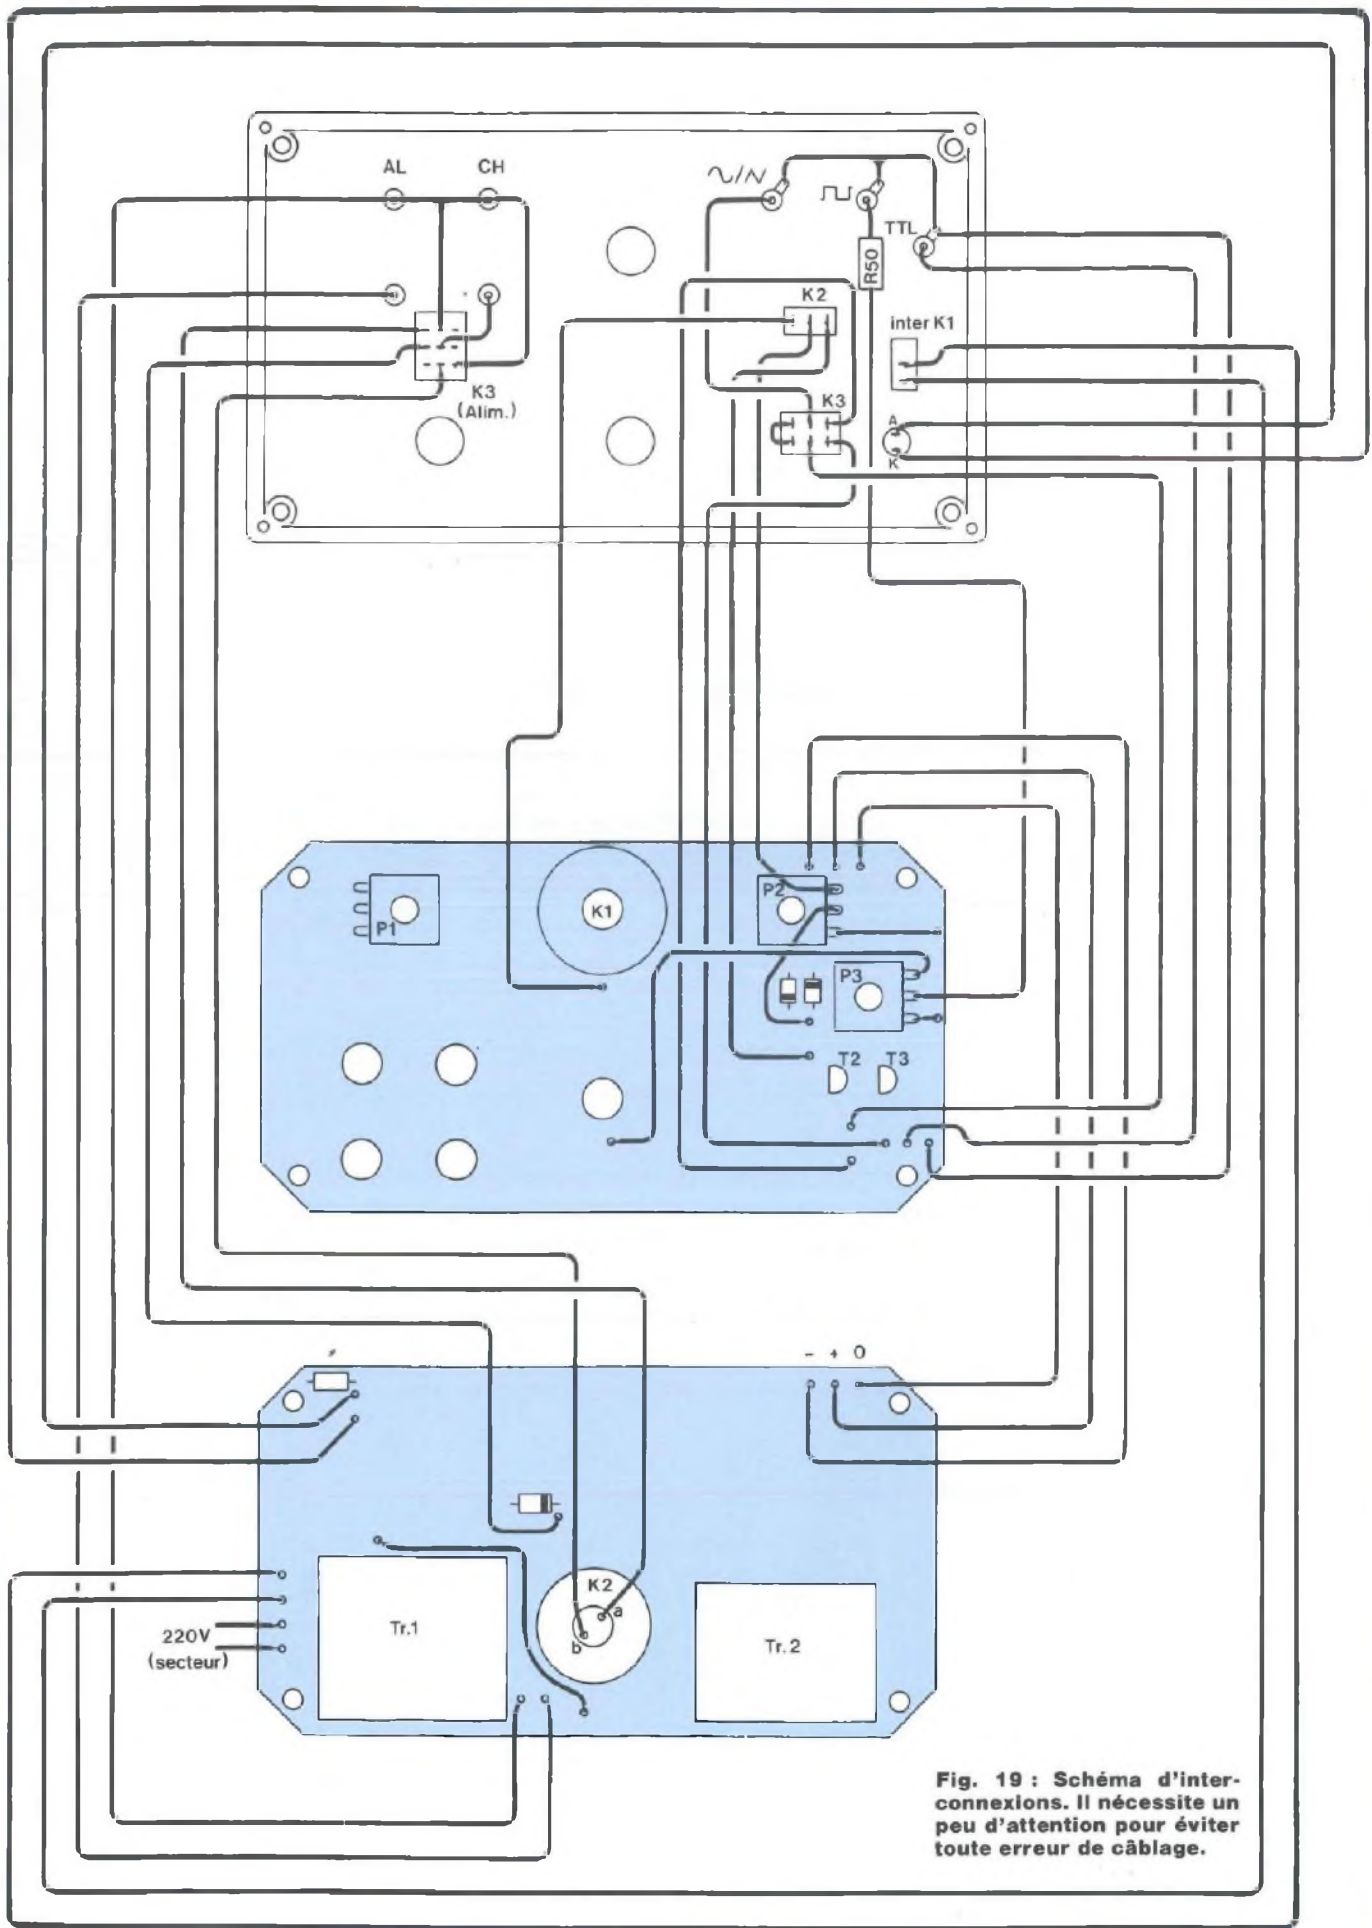 AL
CH
TTL
R50
K2
inter K1
K3
(Alim.)
K3
A
K
P1
K1
P2
P3
T2
T3
- + O
K2
a
b
Tr.1
Tr.2
220V
(secteur)
Fig. 19 : Schéma d'inter-
connexions. Il nécessite un
peu d'attention pour éviter
toute erreur de câblage.